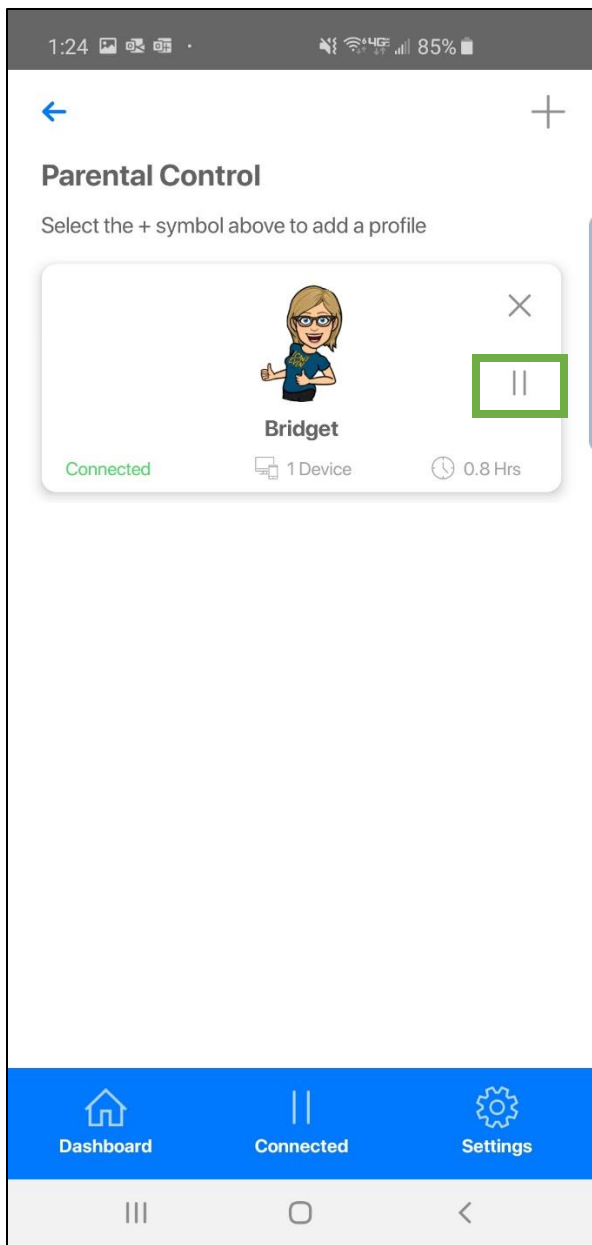 1:24 4G 85%
Parental Control
Select the + symbol above to add a profile
Bridget
Connected 1 Device 0.8 Hrs
Dashboard Connected Settings